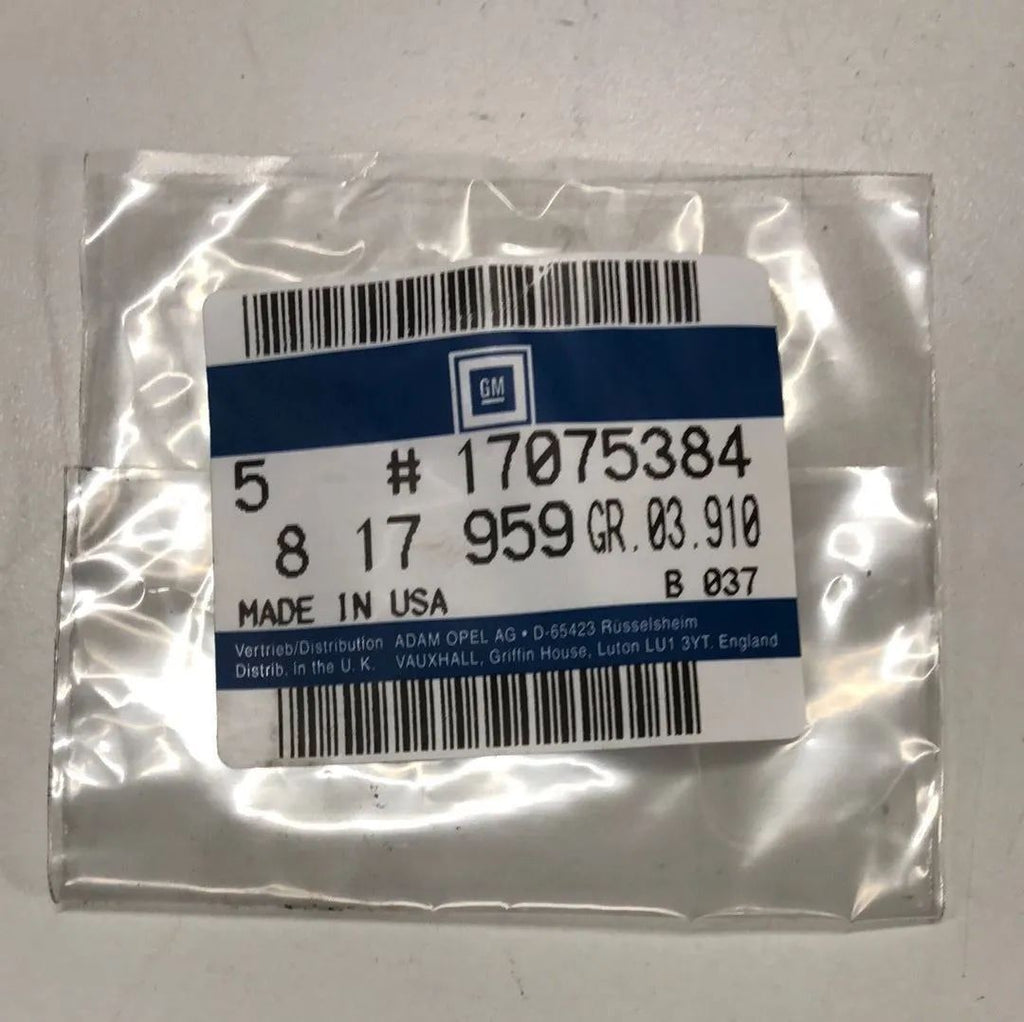 GM
5 # 17075384
8 17 959 GR. 03.910
B 037
MADE IN USA
Vertrieb/Distribution ADAM OPEL AG • D-65423 Rüsselsheim
Distrib. in the U. K. VAUXHALL, Griffin House, Luton LU1 3YT. England